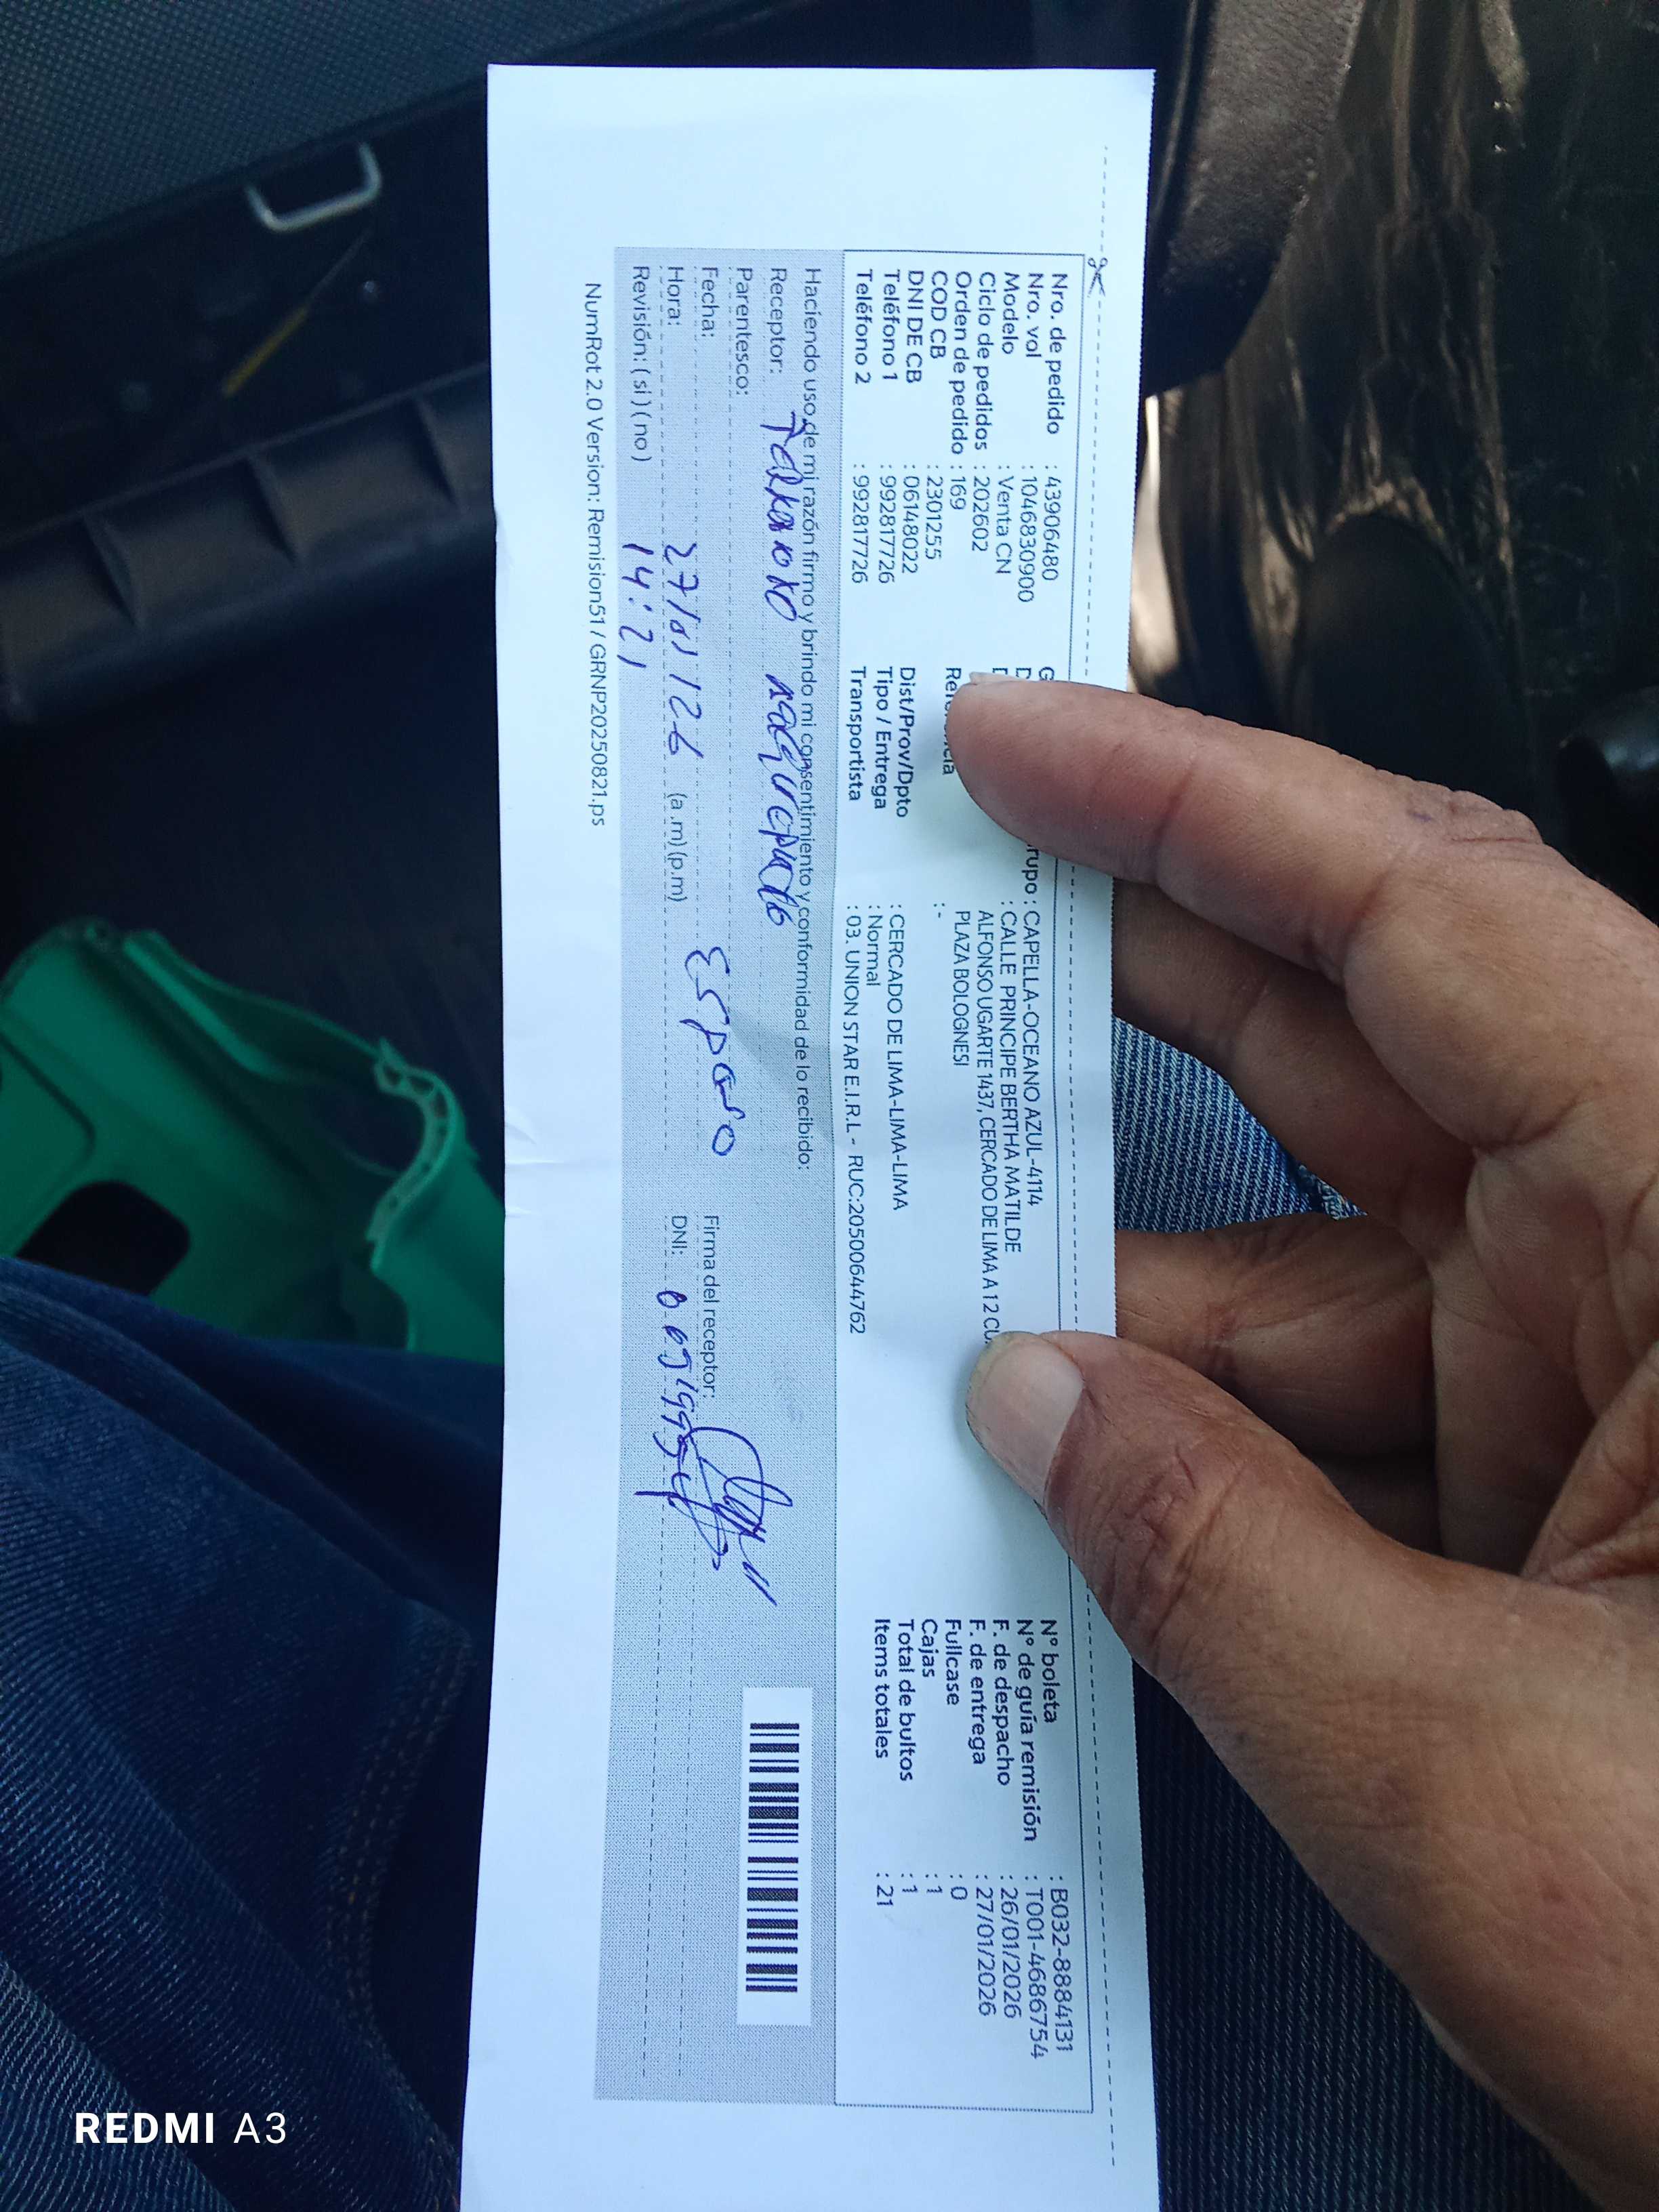 Nro. de pedido : 43906480
Nro. val : 1046830900
Modelo : Venta CN
Ciclo de pedidos : 202602
Orden de pedido : 169
COD CB : 2301255
DNI DE CB : 06148022
Teléfono 1 : 992817726
Teléfono 2 : 992817726
rupo : CAPELLA-OCEANO AZUL-4114
: CALLE PRINCIPE BERTHA MATILDE
ALFONSO UGARTE 1437, CERCADO DE LIMA A 12 CU
PLAZA BOLOGNESI
: -
Dist/Prov/Dpto : CERCADO DE LIMA-LIMA-LIMA
Tipo / Entrega : Normal
Transportista : 03. UNION STAR E.I.R.L - RUC:20500644762
N° boleta : B032-8884131
N° de guía remisión : T001-4686754
F. de despacho : 26/01/2026
F. de entrega : 27/01/2026
Fullcase : 0
Cajas : 1
Total de bultos : 1
Items totales : 21
Haciendo uso de mi razón firmo y brindo mi consentimiento y conformidad de lo recibido:
Receptor:
Parentesco: Esposo
Fecha: 27/01/26
Hora: 14:21 (a.m) (p.m)
Revisión: ( si ) ( no )
Firma del receptor:
DNI:
NumRot 2.0 Version: Remision51 / GRNP20250821.ps
REDMI A3